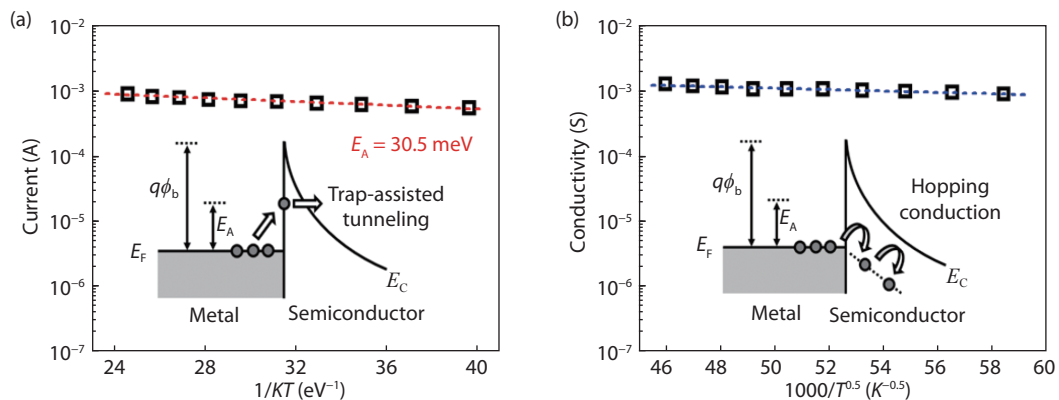 (a)
10⁻²
10⁻³
10⁻⁴
10⁻⁵
10⁻⁶
10⁻⁷
Current (A)
E_A = 30.5 meV
qϕ_b
Trap-assisted
tunneling
E_A
E_F
E_C
Metal
Semiconductor
24
28
32
36
40
1/KT (eV⁻¹)
(b)
10⁻²
10⁻³
10⁻⁴
10⁻⁵
10⁻⁶
10⁻⁷
Conductivity (S)
qϕ_b
Hopping
conduction
E_A
E_F
E_C
Metal
Semiconductor
46
48
50
52
54
56
58
60
1000/T⁰·⁵ (K⁻⁰·⁵)